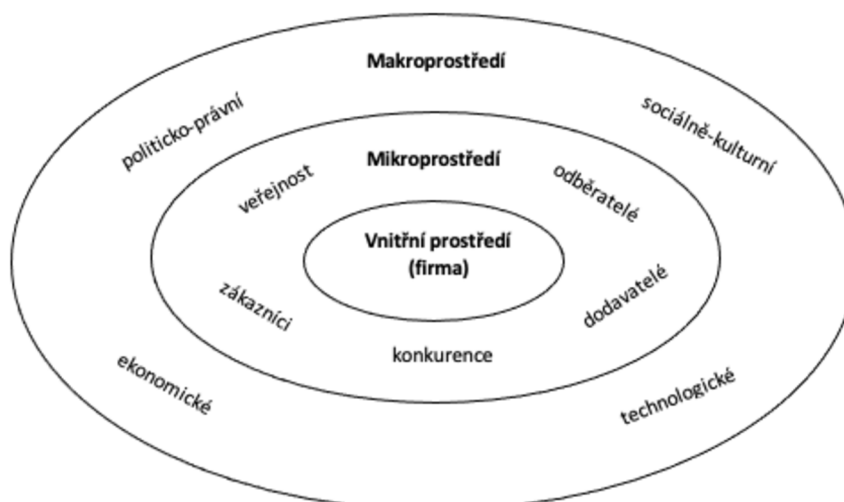 Makroprostředí
politicko-právní
sociálně-kulturní
Mikroprostředí
veřejnost
odběratelé
Vnitřní prostředí
(firma)
zákazníci
dodavatelé
konkurence
ekonomické
technologické